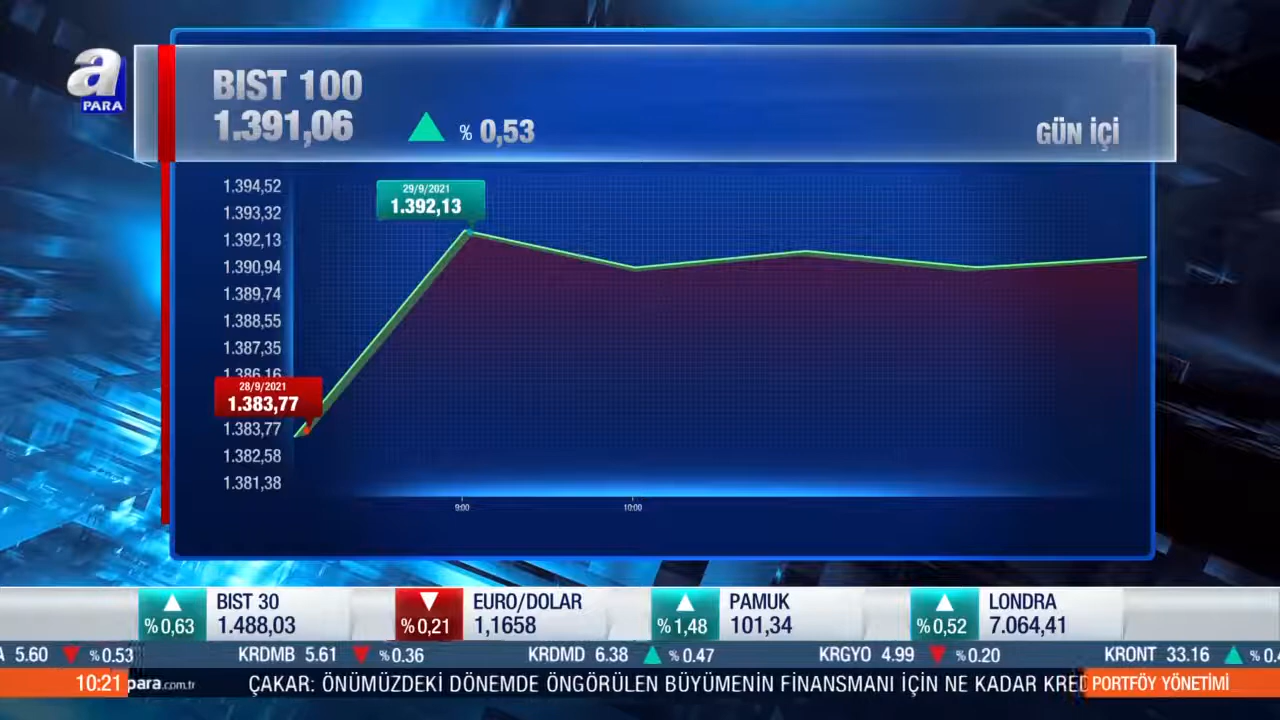 a
PARA
BIST 100
1.391,06
% 0,53
GÜN İÇİ
1.394,52
1.393,32
1.392,13
1.390,94
1.389,74
1.388,55
1.387,35
1.386,16
1.383,77
1.382,58
1.381,38
29/9/2021
1.392,13
28/9/2021
1.383,77
9:00
10:00
%0,63
BIST 30
1.488,03
%0,21
EURO/DOLAR
1,1658
%1,48
PAMUK
101,34
%0,52
LONDRA
7.064,41
A 5.60 %0.53 KRDMB 5.61 %0.36 KRDMD 6.38 %0.47 KRGYO 4.99 %0.20 KRONT 33.16 %0.4
10:21 para.com.tr ÇAKAR: ÖNÜMÜZDEKİ DÖNEMDE ÖNGÖRÜLEN BÜYÜMENİN FİNANSMANI İÇİN NE KADAR KRED PORTFÖY YÖNETİMİ